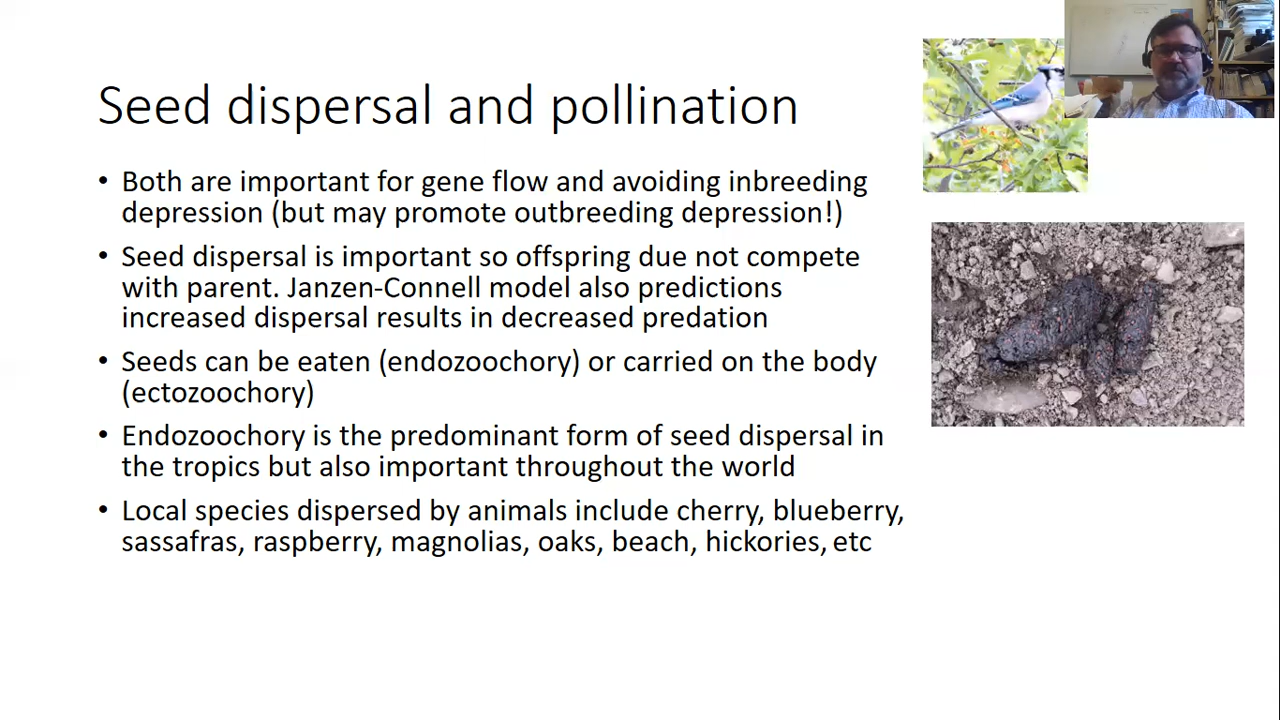 Seed dispersal and pollination
• Both are important for gene flow and avoiding inbreeding
depression (but may promote outbreeding depression!)
• Seed dispersal is important so offspring due not compete
with parent. Janzen-Connell model also predictions
increased dispersal results in decreased predation
• Seeds can be eaten (endozoochory) or carried on the body
(ectozoochory)
• Endozoochory is the predominant form of seed dispersal in
the tropics but also important throughout the world
• Local species dispersed by animals include cherry, blueberry,
sassafras, raspberry, magnolias, oaks, beach, hickories, etc